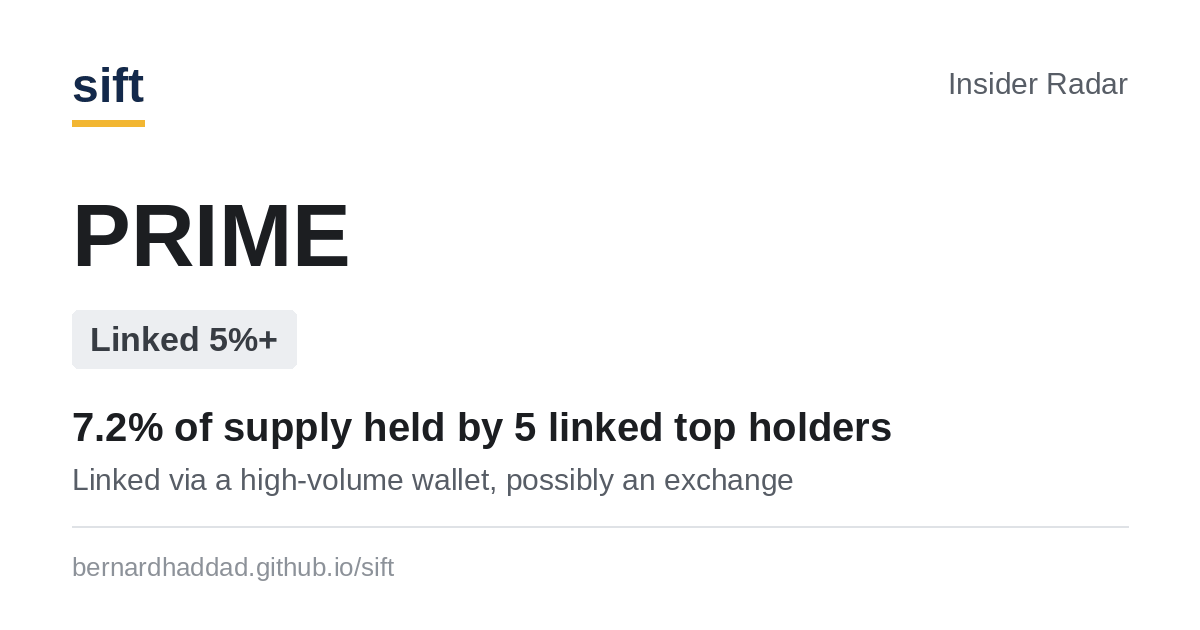 sift
Insider Radar
PRIME
Linked 5%+
7.2% of supply held by 5 linked top holders
Linked via a high-volume wallet, possibly an exchange
bernardhaddad.github.io/sift